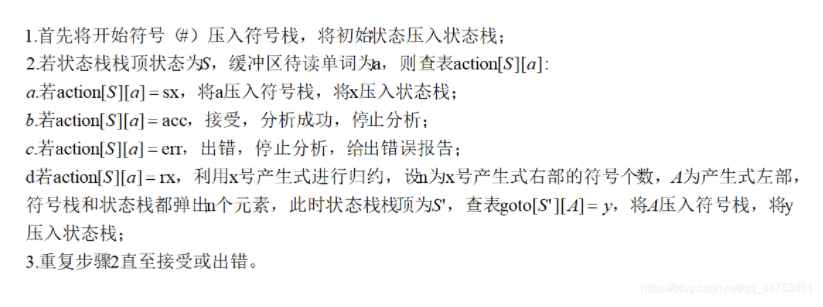 1.首先将开始符号（#）压入符号栈，将初始状态压入状态栈；
2.若状态栈栈顶状态为S，缓冲区待读单词为a，则查表action[S][a]:
a.若action[S][a] = sx，将a压入符号栈，将x压入状态栈；
b.若action[S][a] = acc，接受，分析成功，停止分析；
c.若action[S][a] = err，出错，停止分析，给出错误报告；
d若action[S][a] = rx，利用x号产生式进行归约，设n为x号产生式右部的符号个数，A为产生式左部，
符号栈和状态栈都弹出n个元素，此时状态栈栈顶为S'，查表goto[S'][A] = y，将A压入符号栈，将y
压入状态栈；
3.重复步骤2直至接受或出错。
https://blog.csdn.net/qq_44753451